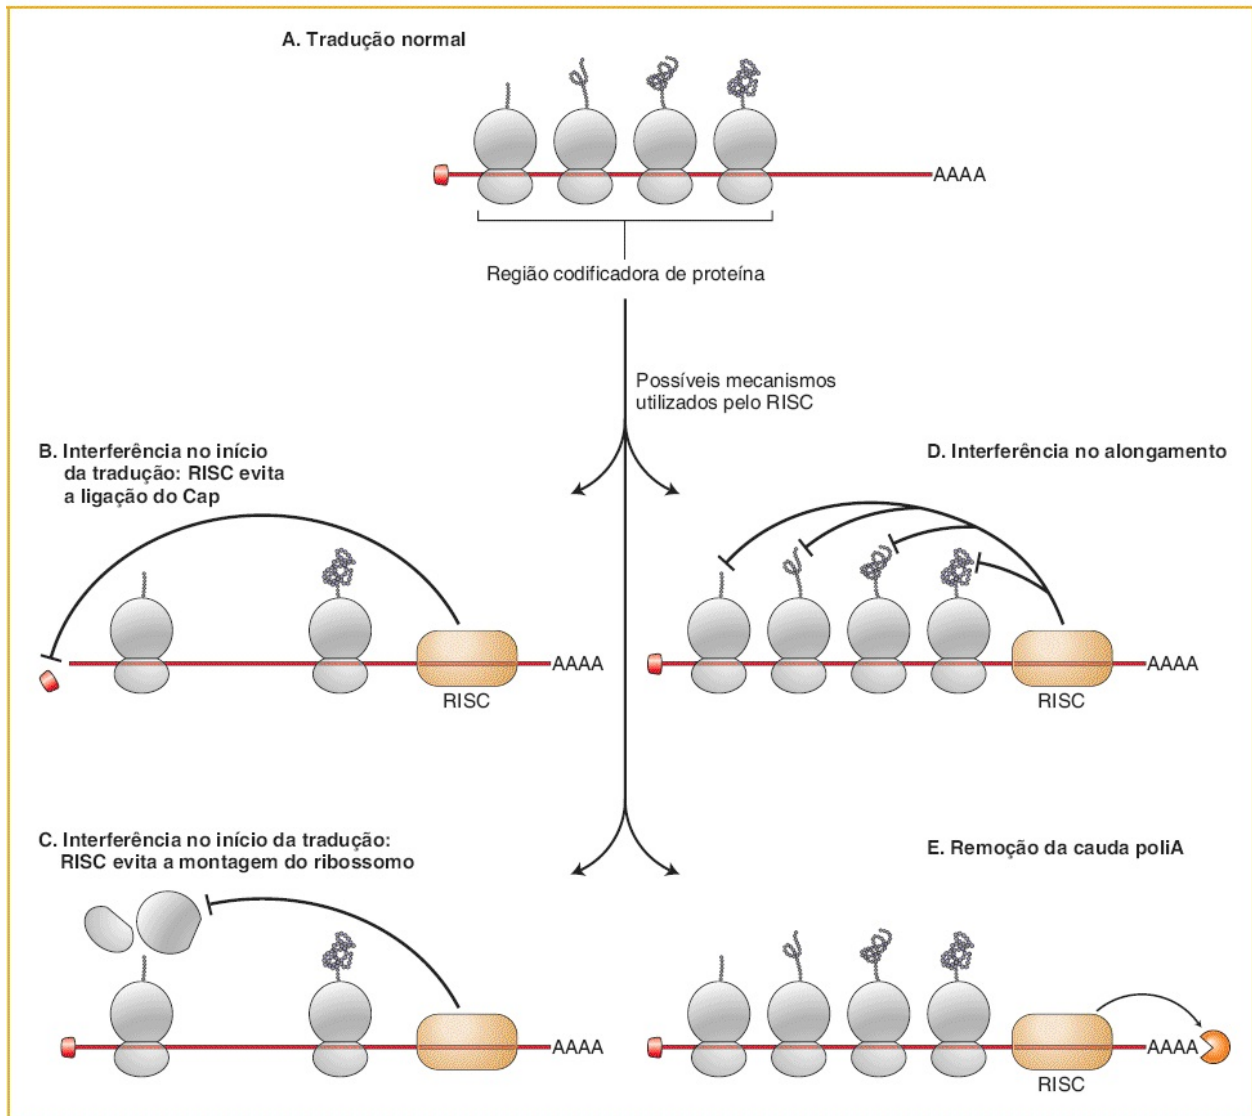 A. Tradução normal
AAAA
Região codificadora de proteína
Possíveis mecanismos
utilizados pelo RISC
B. Interferência no início
da tradução: RISC evita
a ligação do Cap
AAAA
RISC
D. Interferência no alongamento
AAAA
RISC
C. Interferência no início da tradução:
RISC evita a montagem do ribossomo
AAAA
E. Remoção da cauda poliA
AAAA
RISC